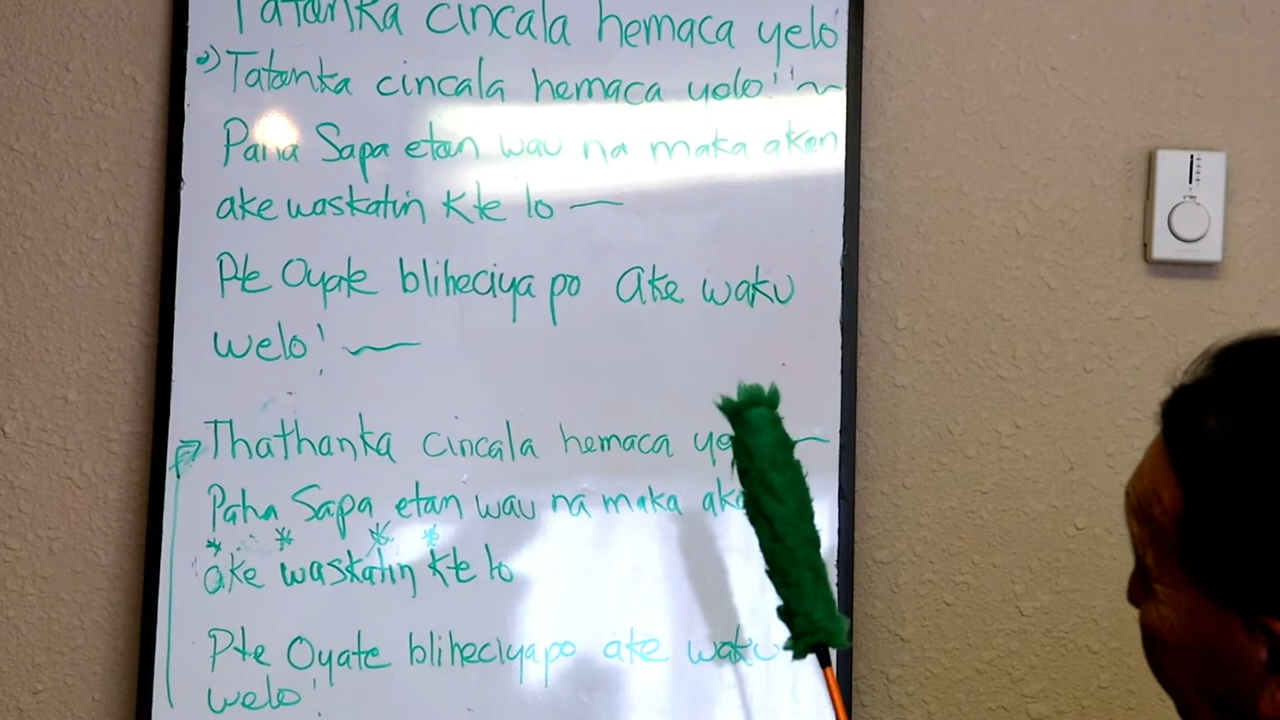 Tatanka cincala hemaca yelo
2) Tatanka cincala hemaca yelo! ~
Paha Sapa etan wau na maka akan
ake waskatin kte lo —
Pte Oyate bliheciya po ake waku
welo! —
Thathanka cincala hemaca —
Paha Sapa etan wau na maka
ake waskatin kte lo
Pte Oyate bliheciyapo ake waku
welo!